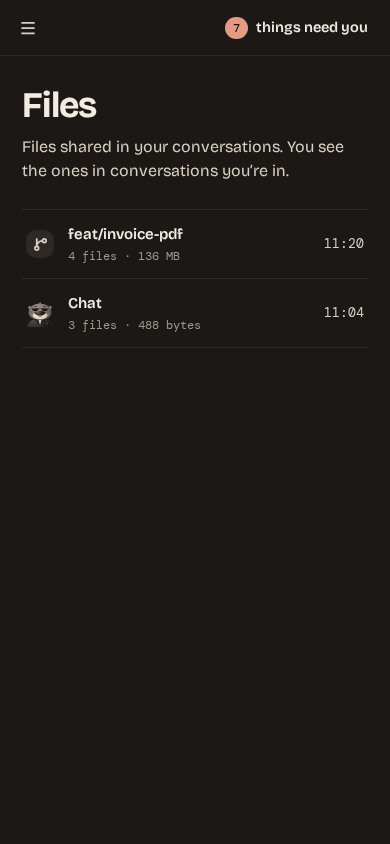 7 things need you
Files
Files shared in your conversations. You see
the ones in conversations you're in.
feat/invoice-pdf
4 files · 136 MB
11:20
Chat
3 files · 488 bytes
11:04